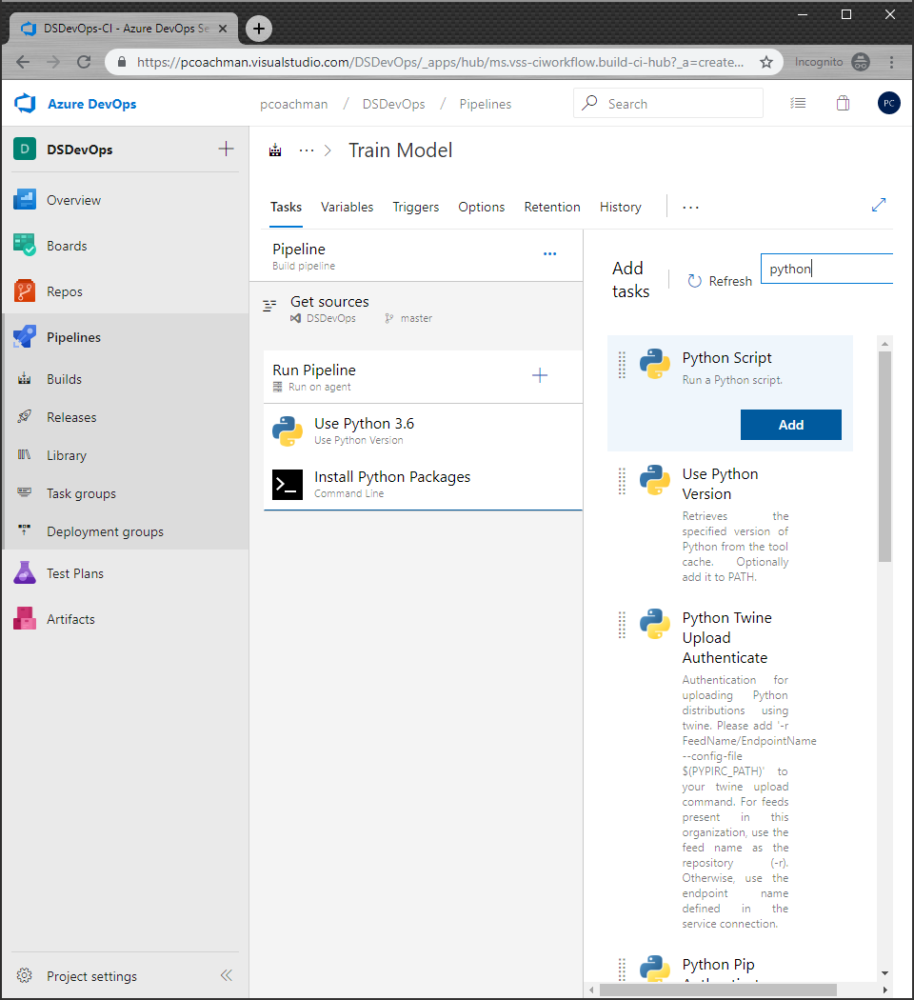 DSDevOps-CI - Azure DevOps Se
https://pcoachman.visualstudio.com/DSDevOps/_apps/hub/ms.vss-ciworkflow.build-ci-hub?_a=create...
Incognito
Azure DevOps
pcoachman / DSDevOps / Pipelines
Search
PC
D
DSDevOps
Overview
Boards
Repos
Pipelines
Builds
Releases
Library
Task groups
Deployment groups
Test Plans
Artifacts
Project settings
... > Train Model
Tasks Variables Triggers Options Retention History ...
Pipeline
Build pipeline
Get sources
DSDevOps master
Run Pipeline
Run on agent
Use Python 3.6
Use Python Version
Install Python Packages
Command Line
Add
tasks
Refresh
python
Python Script
Run a Python script.
Add
Use Python
Version
Retrieves the
specified version of
Python from the tool
cache. Optionally
add it to PATH.
Python Twine
Upload
Authenticate
Authentication for
uploading Python
distributions using
twine. Please add '-r
FeedName/EndpointName
--config-file
$(PYPIRC_PATH)' to
your twine upload
command. For feeds
present in this
organization, use the
feed name as the
repository (-r).
Otherwise, use the
endpoint name
defined in the
service connection.
Python Pip